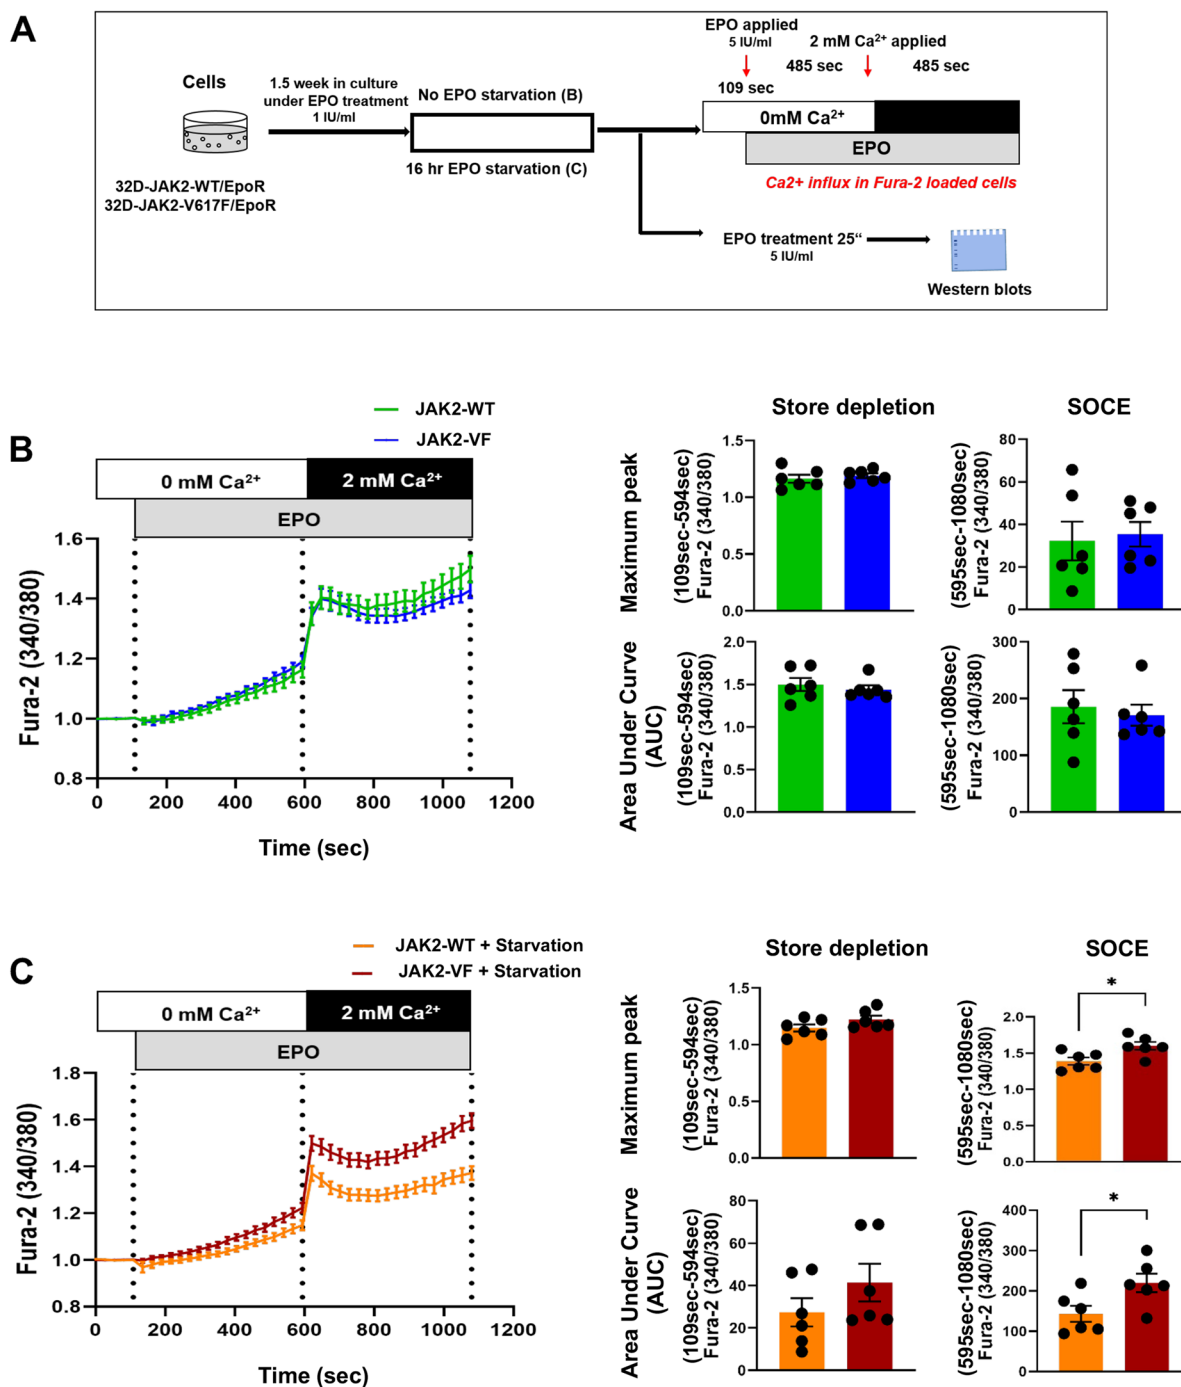 A
Cells
32D-JAK2-WT/EpoR
32D-JAK2-V617F/EpoR
1.5 week in culture
under EPO treatment
1 IU/ml
No EPO starvation (B)
16 hr EPO starvation (C)
EPO applied
5 IU/ml
2 mM Ca²⁺ applied
485 sec
485 sec
109 sec
0mM Ca²⁺
EPO
Ca2+ influx in Fura-2 loaded cells
EPO treatment 25“
5 IU/ml
Western blots
B
JAK2-WT
JAK2-VF
0 mM Ca²⁺
2 mM Ca²⁺
EPO
Fura-2 (340/380)
1.6
1.4
1.2
1.0
0.8
0 200 400 600 800 1000 1200
Time (sec)
Store depletion
Maximum peak
(109sec-594sec)
Fura-2 (340/380)
1.5
1.0
0.5
0.0
SOCE
(595sec-1080sec)
Fura-2 (340/380)
80
60
40
20
0
Area Under Curve
(AUC)
(109sec-594sec)
Fura-2 (340/380)
2.0
1.5
1.0
0.5
0.0
(595sec-1080sec)
Fura-2 (340/380)
300
200
100
0
C
JAK2-WT + Starvation
JAK2-VF + Starvation
0 mM Ca²⁺
2 mM Ca²⁺
EPO
Fura-2 (340/380)
1.8
1.6
1.4
1.2
1.0
0.8
0 200 400 600 800 1000 1200
Time (sec)
Store depletion
Maximum peak
(109sec-594sec)
Fura-2 (340/380)
1.5
1.0
0.5
0.0
SOCE
*
(595sec-1080sec)
Fura-2 (340/380)
2.0
1.5
1.0
0.5
0.0
Area Under Curve
(AUC)
(109sec-594sec)
Fura-2 (340/380)
80
60
40
20
0
*
(595sec-1080sec)
Fura-2 (340/380)
400
300
200
100
0